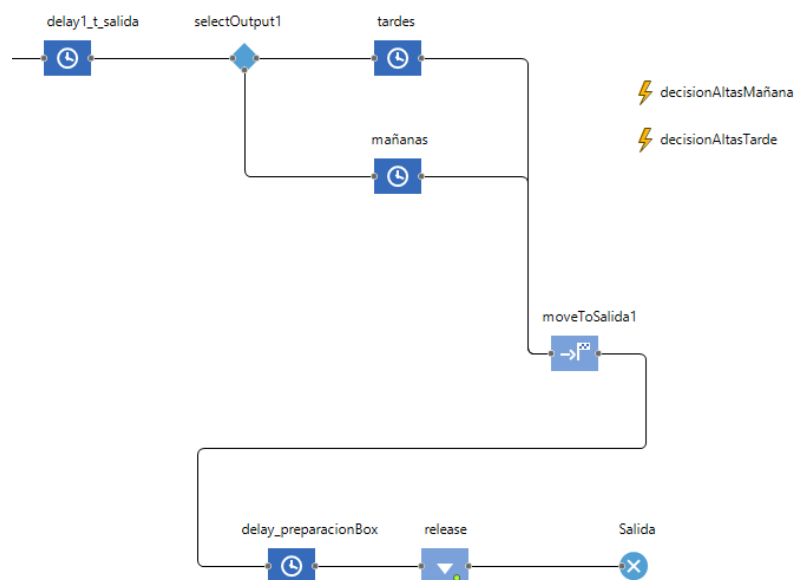 delay1_t_salida
selectOutput1
tardes
decisionAltasMañana
decisionAltasTarde
mañanas
moveToSalida1
delay_preparacionBox
release
Salida